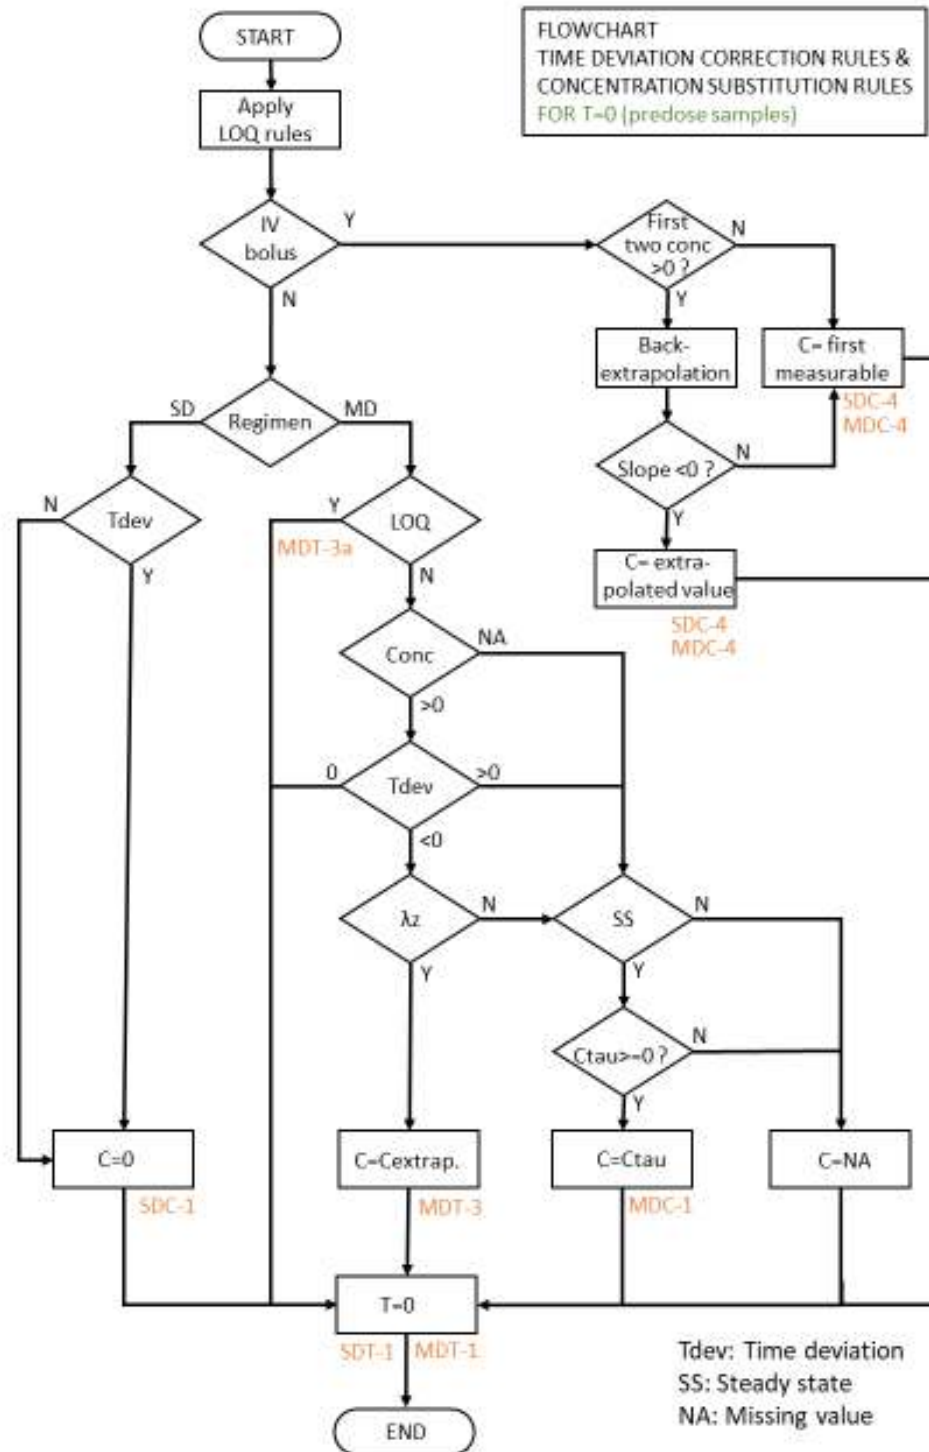 START
FLOWCHART
TIME DEVIATION CORRECTION RULES &
CONCENTRATION SUBSTITUTION RULES
FOR T=0 (predose samples)
Apply
LOQ rules
IV
bolus
Y
N
First
two conc
>0 ?
N
Y
Back-
extrapolation
C= first
measurable
SDC-4
MDC-4
Slope <0 ?
N
Y
C= extra-
polated value
SDC-4
MDC-4
SD
Regimen
MD
N
Tdev
Y
Y
LOQ
MDT-3a
N
Conc
NA
>0
0
Tdev
>0
<0
λz
N
Y
SS
N
Y
Ctau>=0 ?
N
Y
C=0
SDC-1
C=Cextrap.
MDT-3
C=Ctau
MDC-1
C=NA
T=0
SDT-1
MDT-1
END
Tdev: Time deviation
SS: Steady state
NA: Missing value